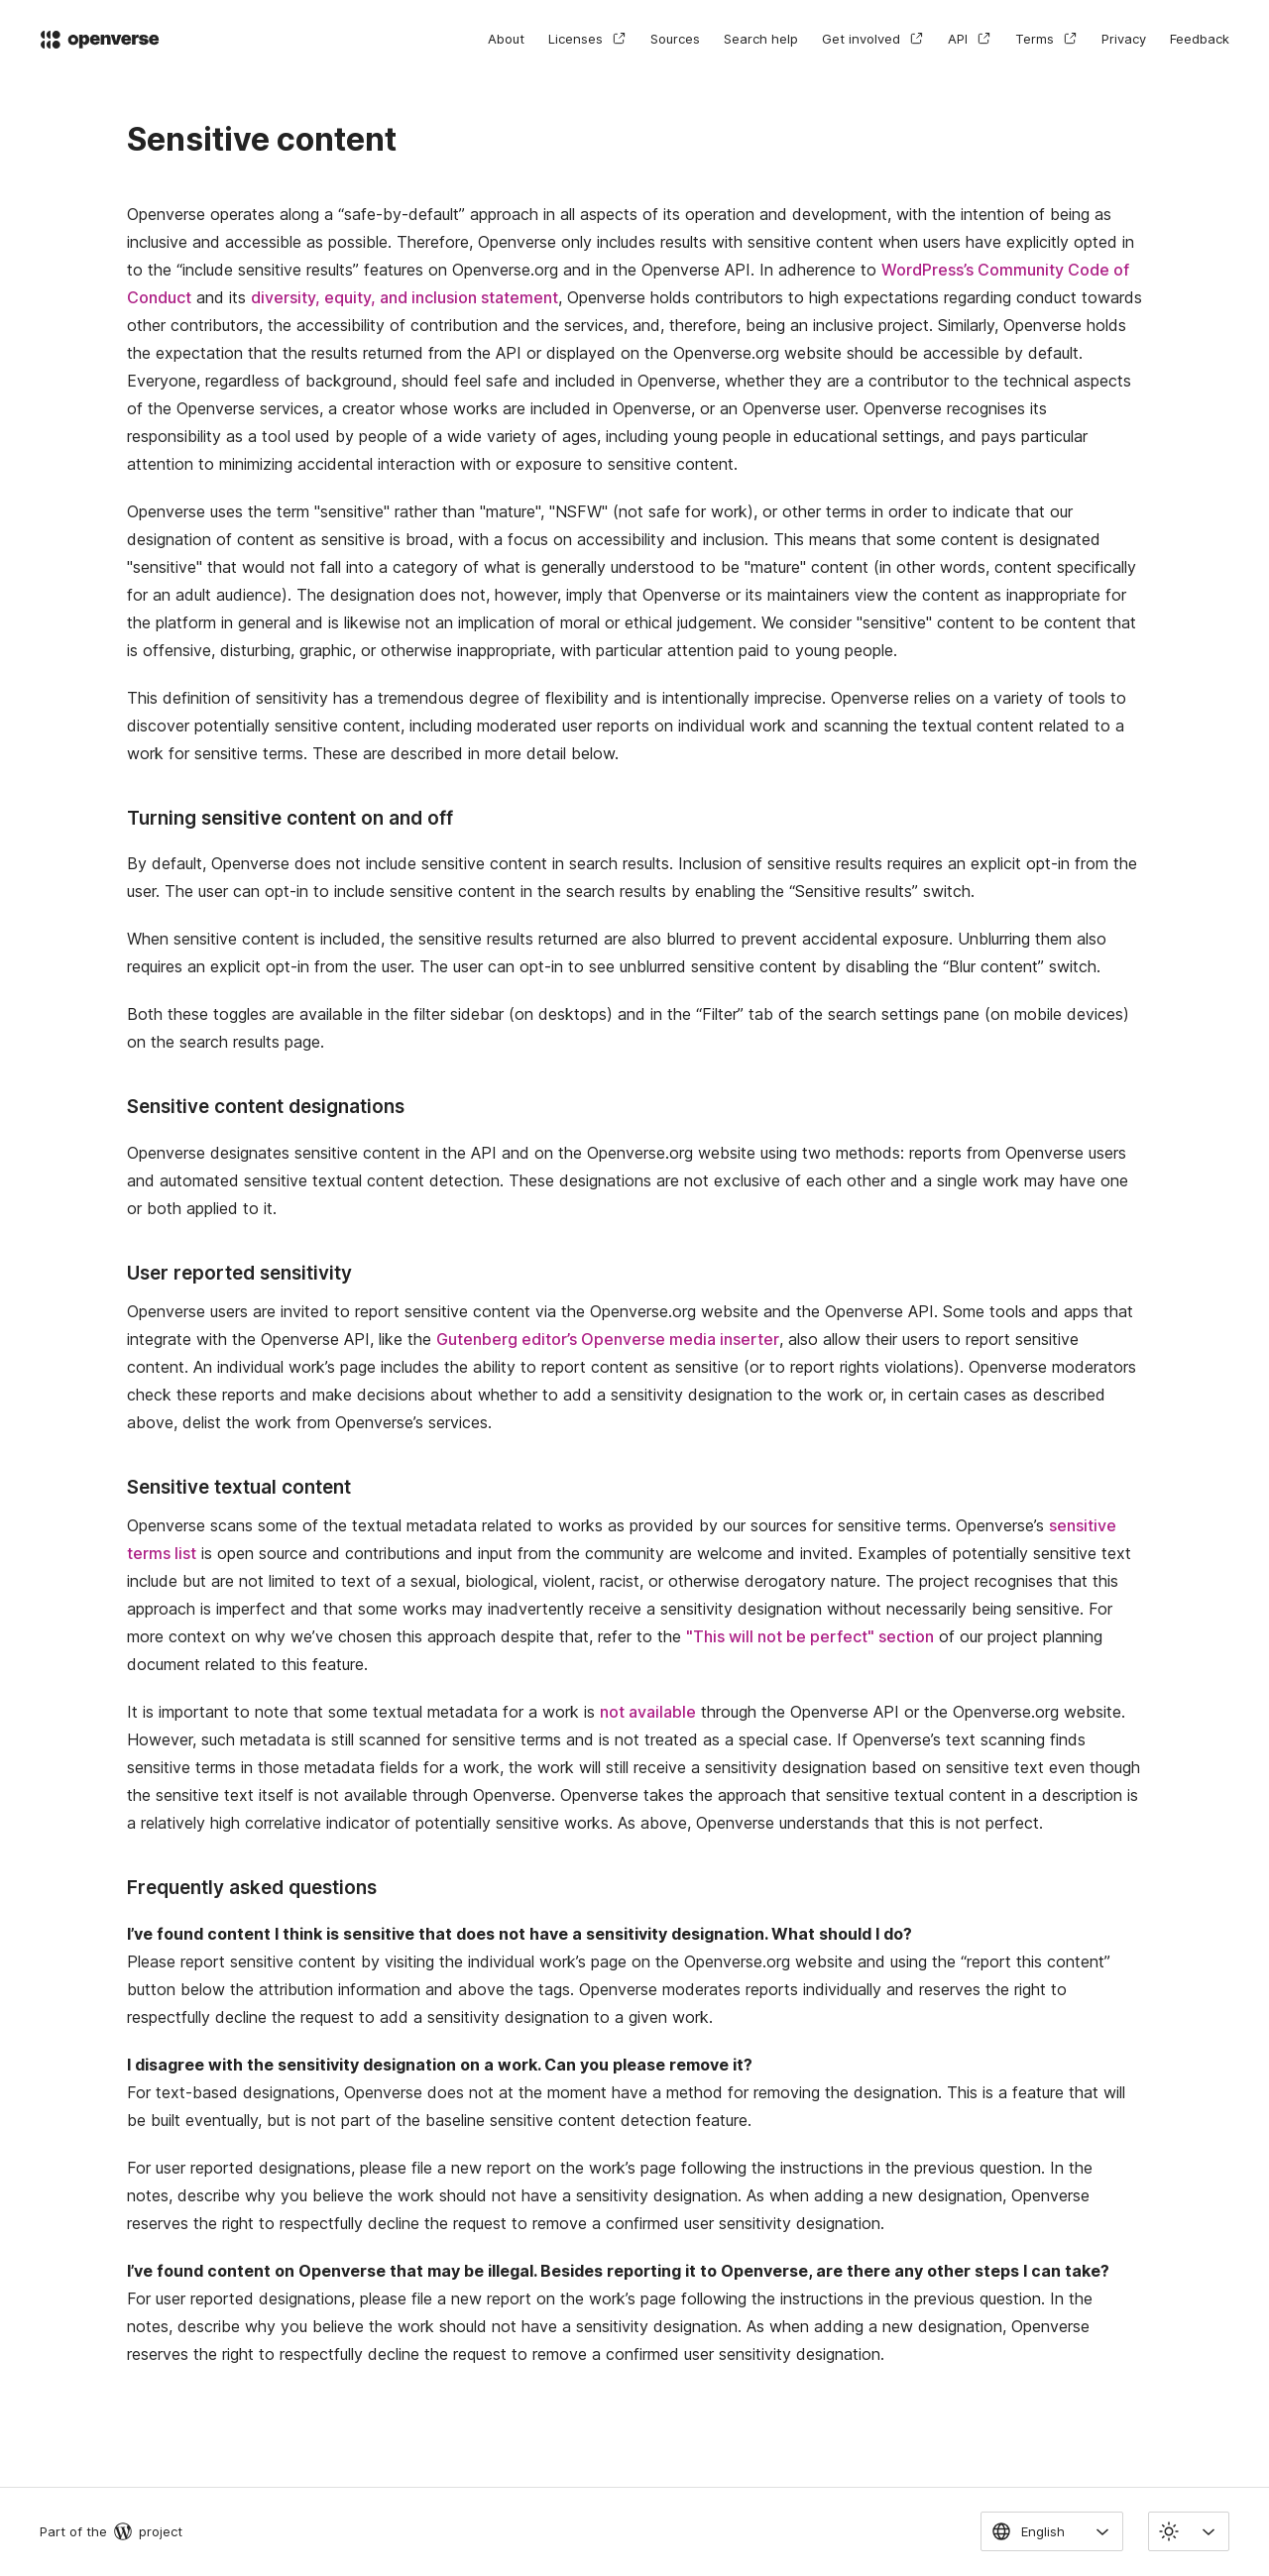 openverse
About Licenses Sources Search help Get involved API Terms Privacy Feedback
Sensitive content
Openverse operates along a “safe-by-default” approach in all aspects of its operation and development, with the intention of being as
inclusive and accessible as possible. Therefore, Openverse only includes results with sensitive content when users have explicitly opted in
to the “include sensitive results” features on Openverse.org and in the Openverse API. In adherence to WordPress’s Community Code of
Conduct and its diversity, equity, and inclusion statement, Openverse holds contributors to high expectations regarding conduct towards
other contributors, the accessibility of contribution and the services, and, therefore, being an inclusive project. Similarly, Openverse holds
the expectation that the results returned from the API or displayed on the Openverse.org website should be accessible by default.
Everyone, regardless of background, should feel safe and included in Openverse, whether they are a contributor to the technical aspects
of the Openverse services, a creator whose works are included in Openverse, or an Openverse user. Openverse recognises its
responsibility as a tool used by people of a wide variety of ages, including young people in educational settings, and pays particular
attention to minimizing accidental interaction with or exposure to sensitive content.
Openverse uses the term "sensitive" rather than "mature", "NSFW" (not safe for work), or other terms in order to indicate that our
designation of content as sensitive is broad, with a focus on accessibility and inclusion. This means that some content is designated
"sensitive" that would not fall into a category of what is generally understood to be "mature" content (in other words, content specifically
for an adult audience). The designation does not, however, imply that Openverse or its maintainers view the content as inappropriate for
the platform in general and is likewise not an implication of moral or ethical judgement. We consider "sensitive" content to be content that
is offensive, disturbing, graphic, or otherwise inappropriate, with particular attention paid to young people.
This definition of sensitivity has a tremendous degree of flexibility and is intentionally imprecise. Openverse relies on a variety of tools to
discover potentially sensitive content, including moderated user reports on individual work and scanning the textual content related to a
work for sensitive terms. These are described in more detail below.
Turning sensitive content on and off
By default, Openverse does not include sensitive content in search results. Inclusion of sensitive results requires an explicit opt-in from the
user. The user can opt-in to include sensitive content in the search results by enabling the “Sensitive results” switch.
When sensitive content is included, the sensitive results returned are also blurred to prevent accidental exposure. Unblurring them also
requires an explicit opt-in from the user. The user can opt-in to see unblurred sensitive content by disabling the “Blur content” switch.
Both these toggles are available in the filter sidebar (on desktops) and in the “Filter” tab of the search settings pane (on mobile devices)
on the search results page.
Sensitive content designations
Openverse designates sensitive content in the API and on the Openverse.org website using two methods: reports from Openverse users
and automated sensitive textual content detection. These designations are not exclusive of each other and a single work may have one
or both applied to it.
User reported sensitivity
Openverse users are invited to report sensitive content via the Openverse.org website and the Openverse API. Some tools and apps that
integrate with the Openverse API, like the Gutenberg editor’s Openverse media inserter, also allow their users to report sensitive
content. An individual work’s page includes the ability to report content as sensitive (or to report rights violations). Openverse moderators
check these reports and make decisions about whether to add a sensitivity designation to the work or, in certain cases as described
above, delist the work from Openverse’s services.
Sensitive textual content
Openverse scans some of the textual metadata related to works as provided by our sources for sensitive terms. Openverse’s sensitive
terms list is open source and contributions and input from the community are welcome and invited. Examples of potentially sensitive text
include but are not limited to text of a sexual, biological, violent, racist, or otherwise derogatory nature. The project recognises that this
approach is imperfect and that some works may inadvertently receive a sensitivity designation without necessarily being sensitive. For
more context on why we’ve chosen this approach despite that, refer to the "This will not be perfect" section of our project planning
document related to this feature.
It is important to note that some textual metadata for a work is not available through the Openverse API or the Openverse.org website.
However, such metadata is still scanned for sensitive terms and is not treated as a special case. If Openverse’s text scanning finds
sensitive terms in those metadata fields for a work, the work will still receive a sensitivity designation based on sensitive text even though
the sensitive text itself is not available through Openverse. Openverse takes the approach that sensitive textual content in a description is
a relatively high correlative indicator of potentially sensitive works. As above, Openverse understands that this is not perfect.
Frequently asked questions
I’ve found content I think is sensitive that does not have a sensitivity designation. What should I do?
Please report sensitive content by visiting the individual work’s page on the Openverse.org website and using the “report this content”
button below the attribution information and above the tags. Openverse moderates reports individually and reserves the right to
respectfully decline the request to add a sensitivity designation to a given work.
I disagree with the sensitivity designation on a work. Can you please remove it?
For text-based designations, Openverse does not at the moment have a method for removing the designation. This is a feature that will
be built eventually, but is not part of the baseline sensitive content detection feature.
For user reported designations, please file a new report on the work’s page following the instructions in the previous question. In the
notes, describe why you believe the work should not have a sensitivity designation. As when adding a new designation, Openverse
reserves the right to respectfully decline the request to remove a confirmed user sensitivity designation.
I’ve found content on Openverse that may be illegal. Besides reporting it to Openverse, are there any other steps I can take?
For user reported designations, please file a new report on the work’s page following the instructions in the previous question. In the
notes, describe why you believe the work should not have a sensitivity designation. As when adding a new designation, Openverse
reserves the right to respectfully decline the request to remove a confirmed user sensitivity designation.
Part of the project
English